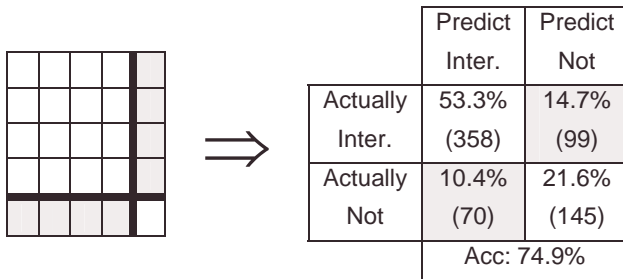 Predict Predict
Inter. Not
Actually 53.3% 14.7%
Inter. (358) (99)
Actually 10.4% 21.6%
Not (70) (145)
Acc: 74.9%